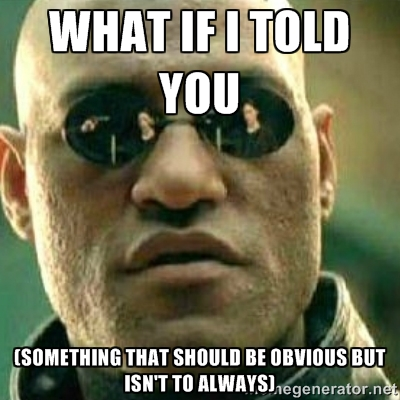 WHAT IF I TOLD
YOU
(SOMETHING THAT SHOULD BE OBVIOUS BUT
ISN'T TO ALWAYS)